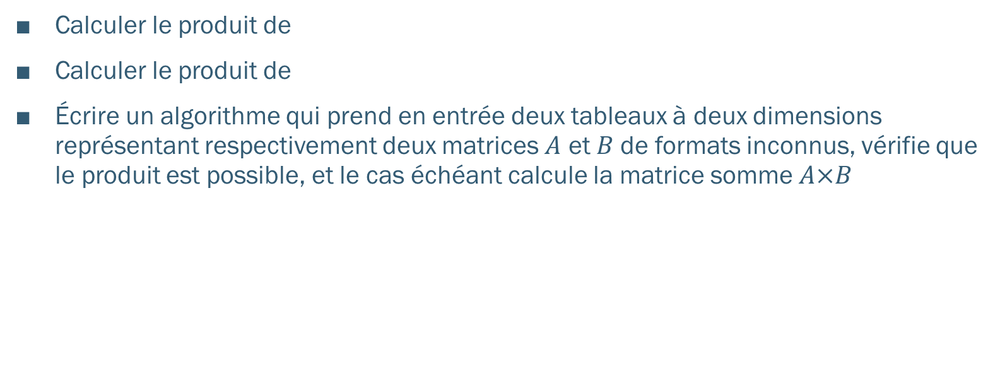 ▪ Calculer le produit de
▪ Calculer le produit de
▪ Écrire un algorithme qui prend en entrée deux tableaux à deux dimensions
représentant respectivement deux matrices A et B de formats inconnus, vérifie que
le produit est possible, et le cas échéant calcule la matrice somme A×B